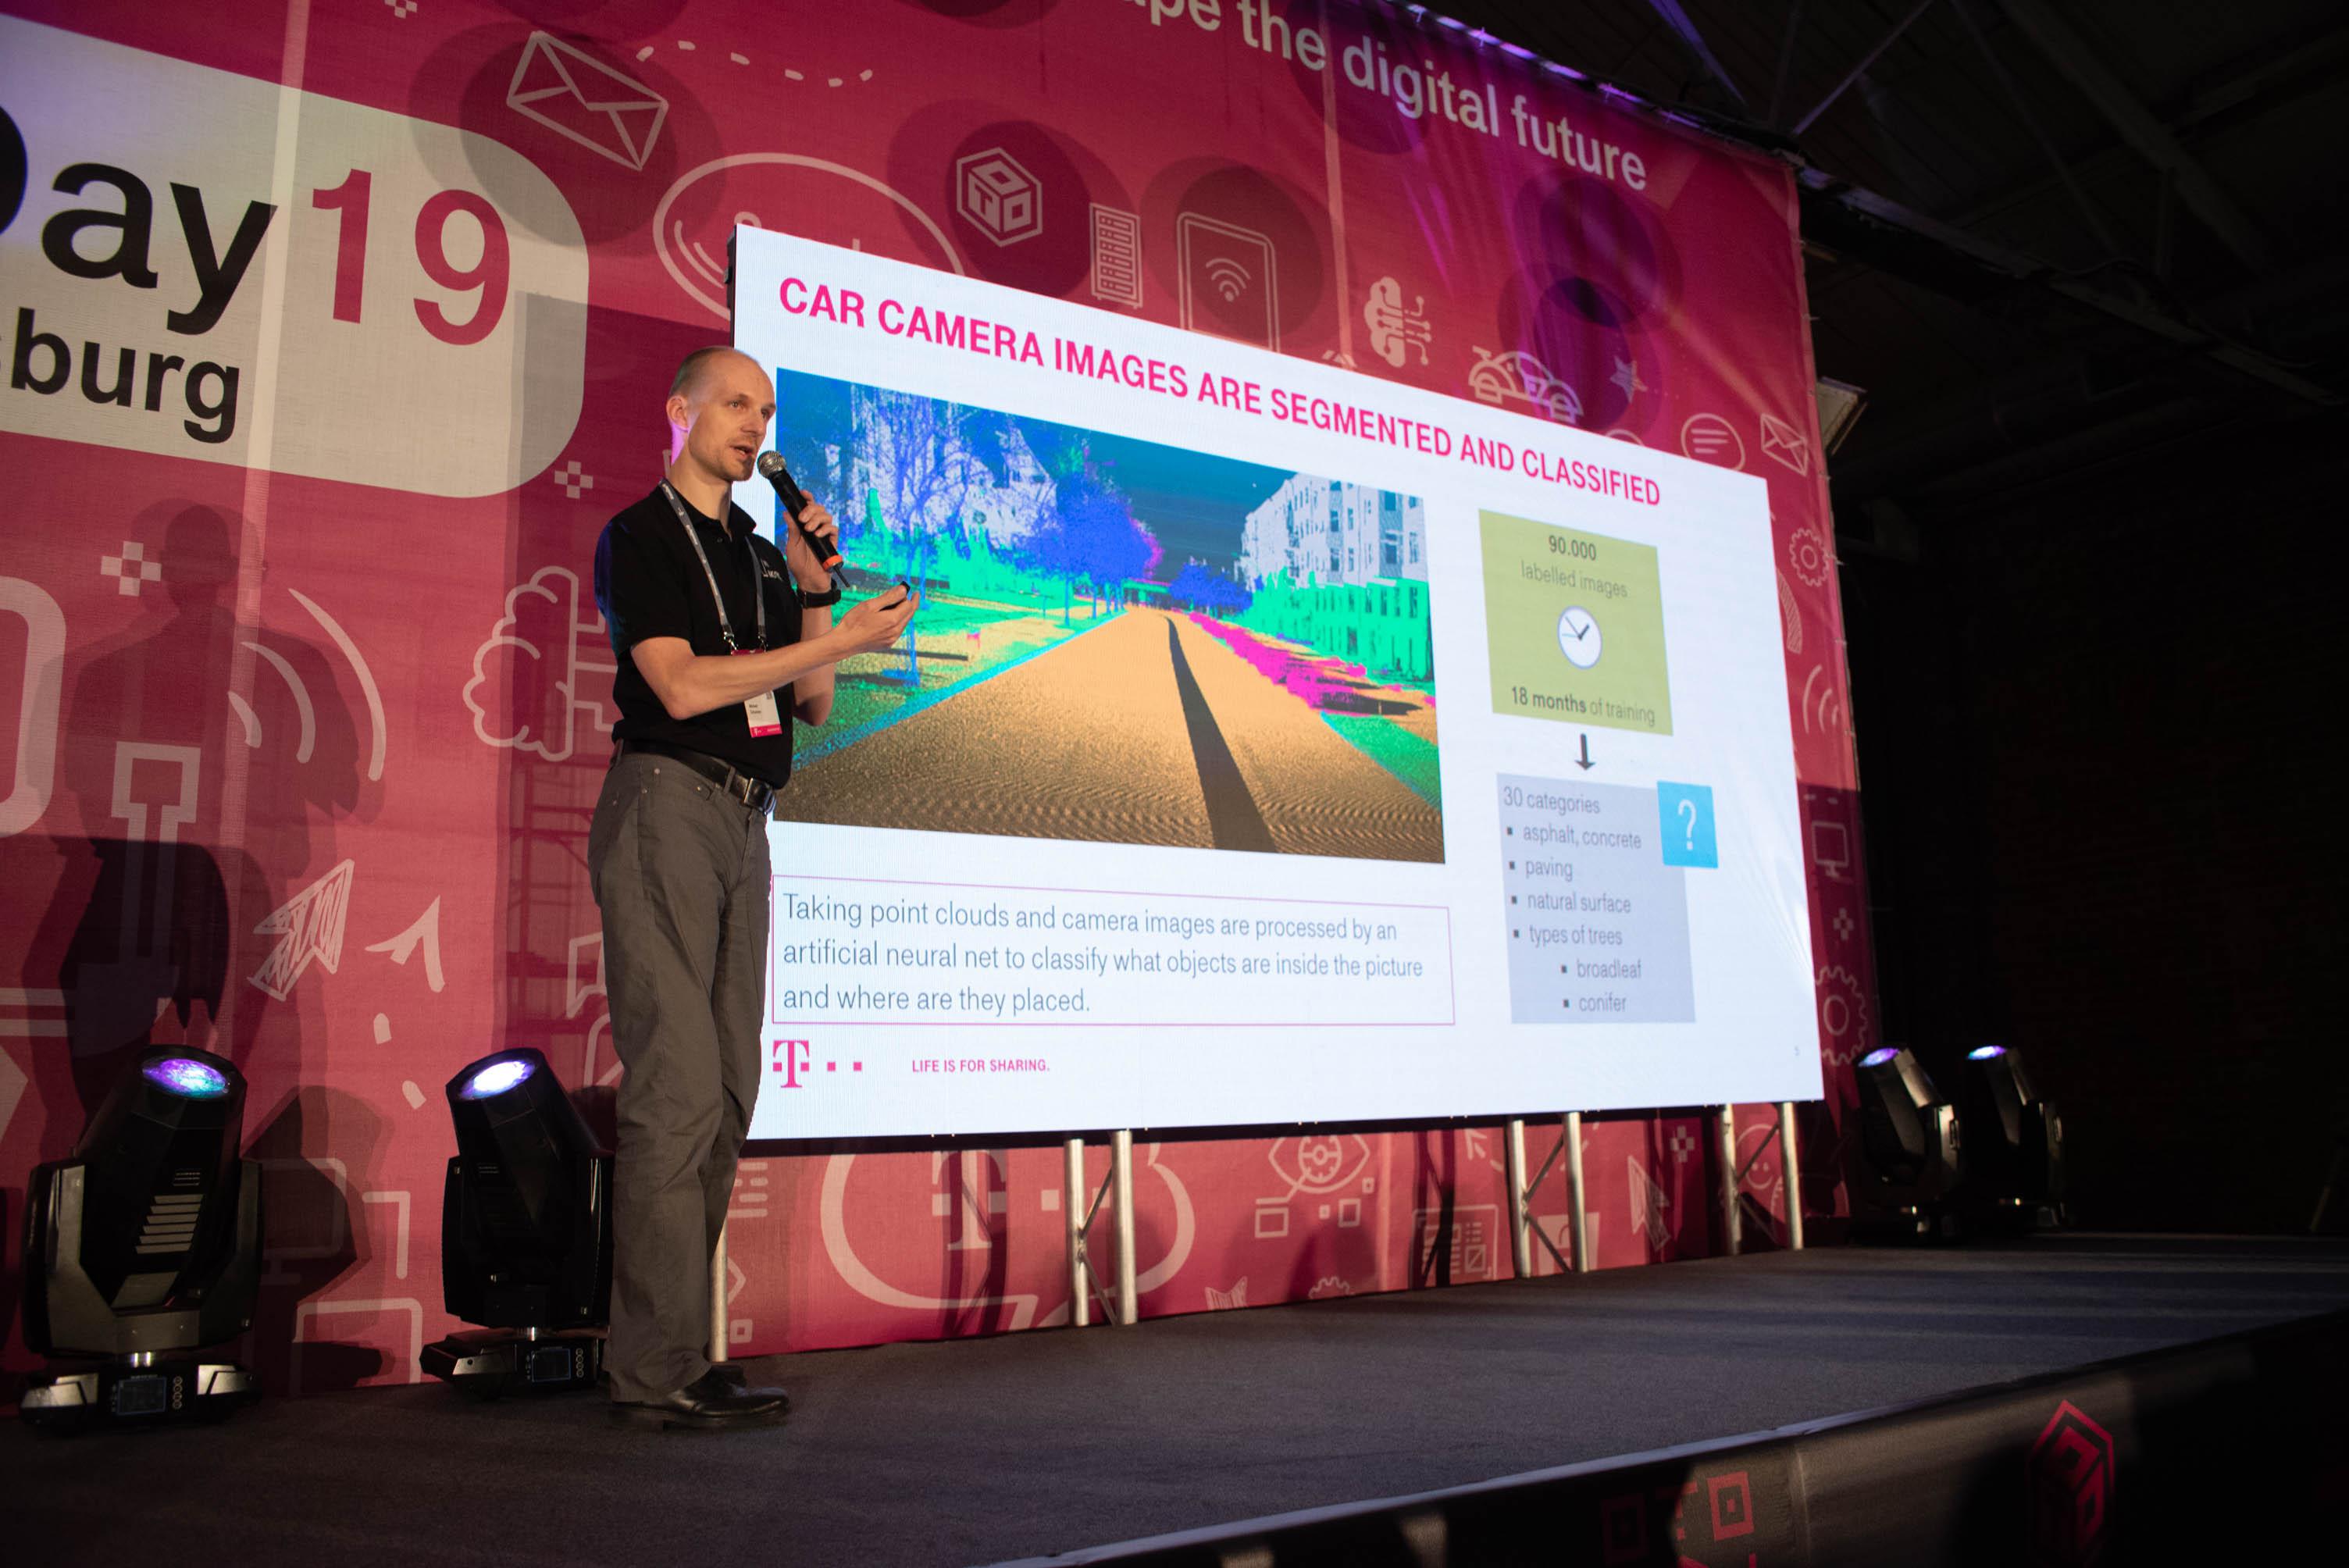 pe the digital future
Day19
sburg
CAR CAMERA IMAGES ARE SEGMENTED AND CLASSIFIED
90.000
labelled images
18 months of training
30 categories
asphalt, concrete
paving
natural surface
types of trees
broadleaf
conifer
?
Taking point clouds and camera images are processed by an
artificial neural net to classify what objects are inside the picture
and where are they placed.
T
LIFE IS FOR SHARING.
5